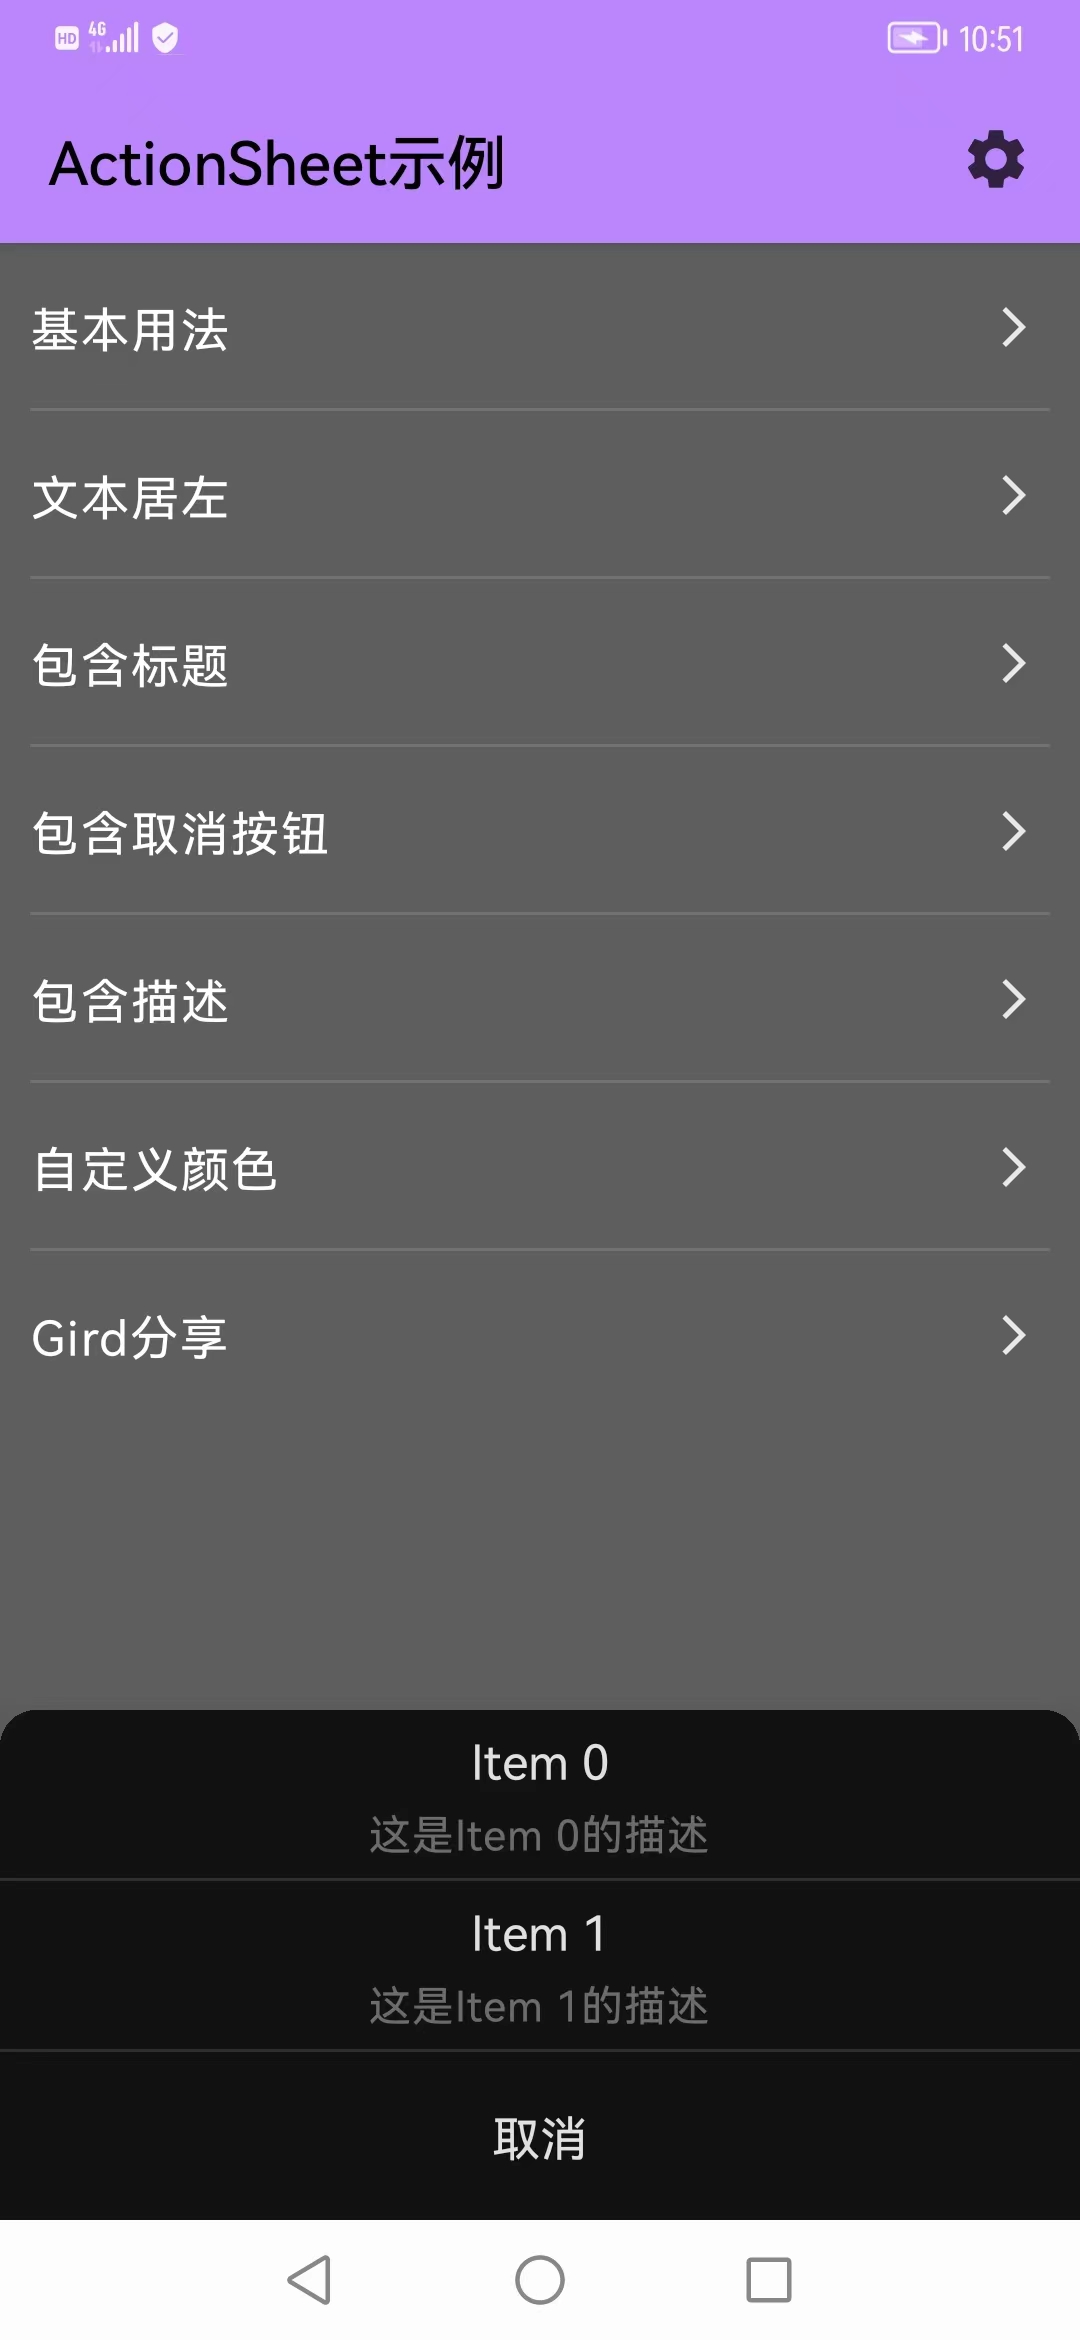 HD 4G 10:51
ActionSheet示例
基本用法
文本居左
包含标题
包含取消按钮
包含描述
自定义颜色
Gird分享
Item 0
这是Item 0的描述
Item 1
这是Item 1的描述
取消